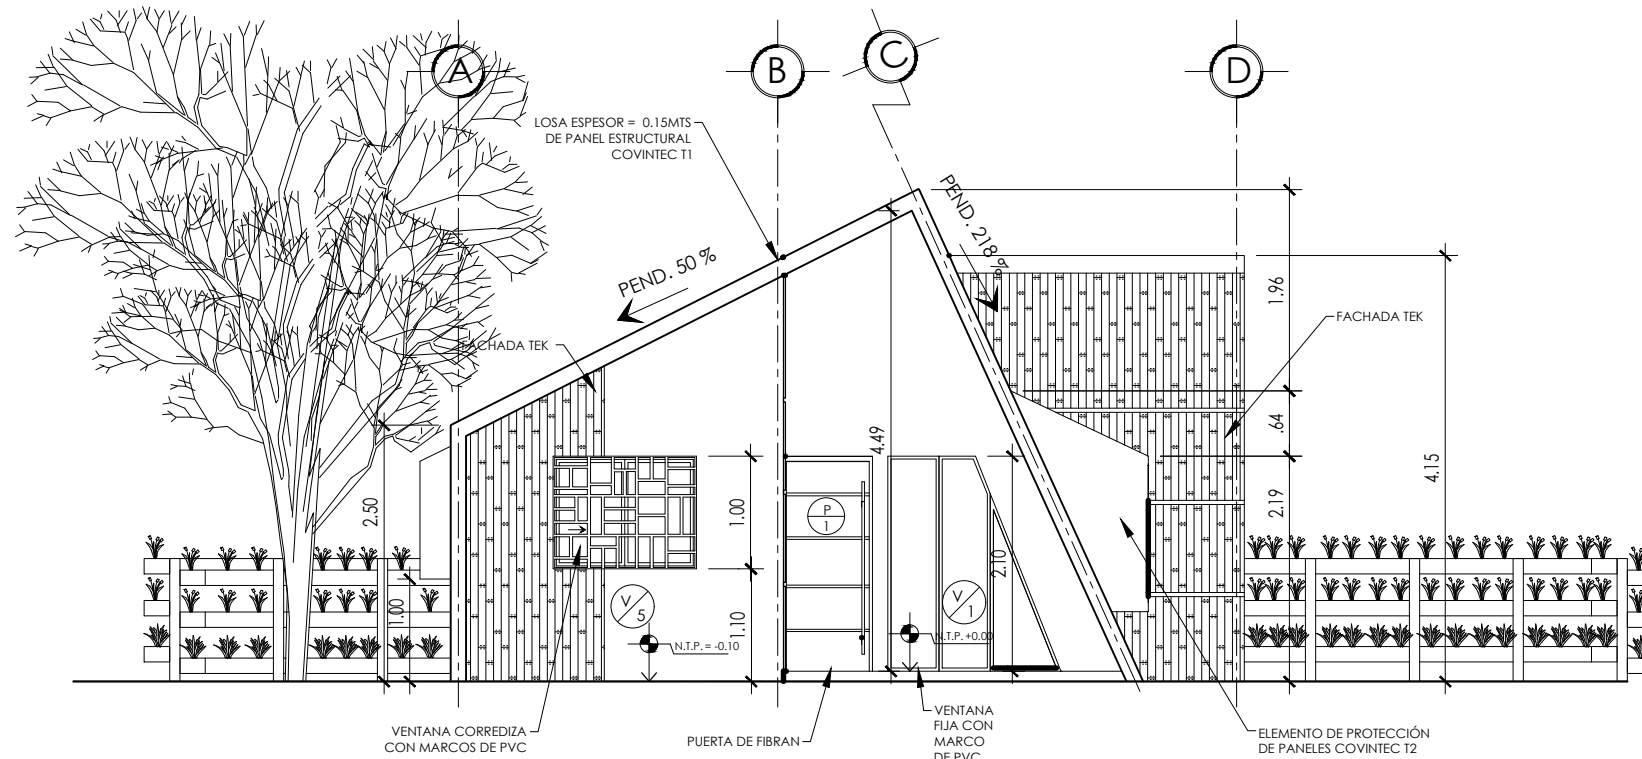 A
B
C
D
LOSA ESPESOR = 0.15MTS
DE PANEL ESTRUCTURAL
COVINTEC T1
PEND. 50 %
PEND. 218 %
FACHADA TEK
FACHADA TEK
1.96
.64
2.19
4.15
4.49
2.50
1.00
1.00
1.10
2.10
P
1
V
5
V
1
N.T.P. = -0.10
N.T.P. +0.00
VENTANA CORREDIZA
CON MARCOS DE PVC
PUERTA DE FIBRAN
VENTANA
FIJA CON
MARCO
DE PVC
ELEMENTO DE PROTECCIÓN
DE PANELES COVINTEC T2